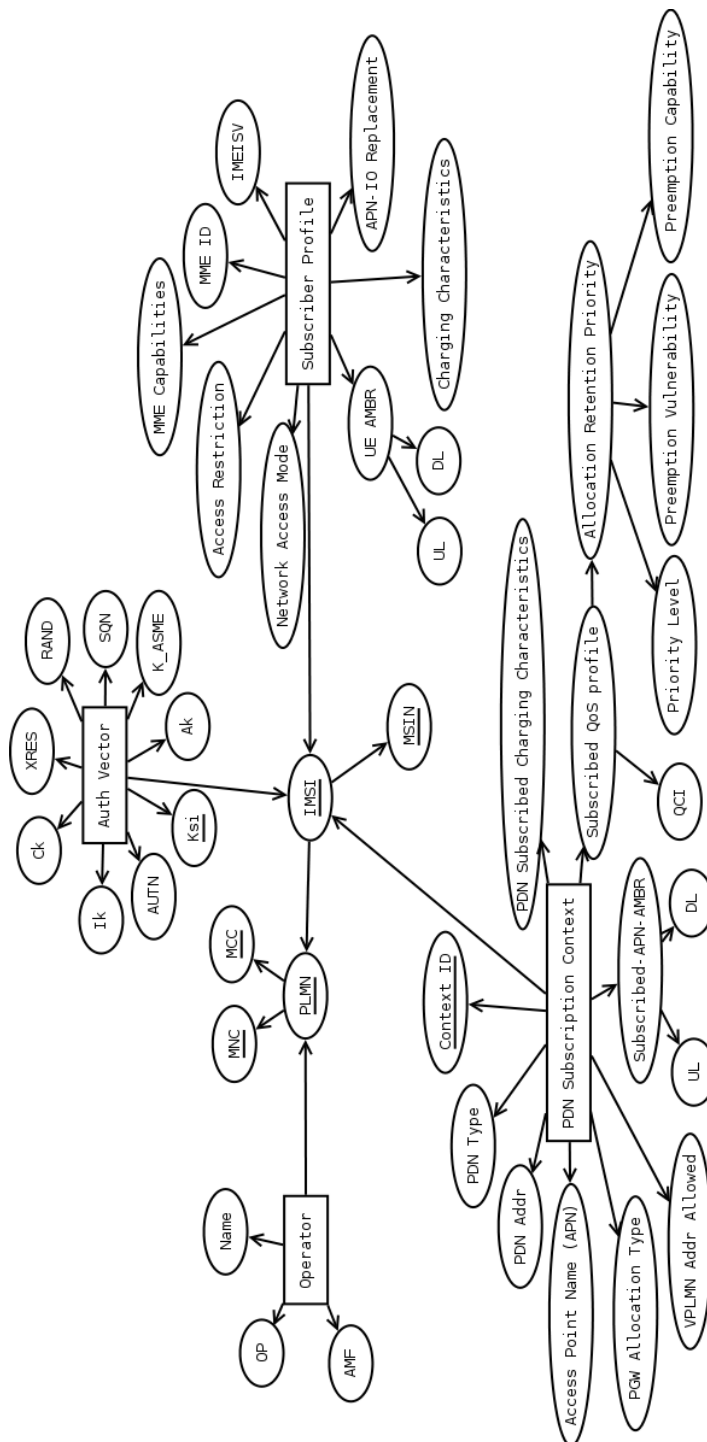 Operator
Name
OP
AMF
PLMN
MNC
MCC
IMSI
MSIN
Auth Vector
Ik
Ck
XRES
RAND
SQN
K_ASME
Ak
Ksi
AUTN
Subscriber Profile
Network Access Mode
Access Restriction
MME Capabilities
MME ID
IMEISV
APN-IO Replacement
Charging Characteristics
UE AMBR
UL
DL
PDN Subscription Context
Context ID
PDN Type
PDN Addr
Access Point Name (APN)
PGW Allocation Type
VPLMN Addr Allowed
Subscribed-APN-AMBR
UL
DL
PDN Subscribed Charging Characteristics
Subscribed QoS profile
QCI
Allocation Retention Priority
Priority Level
Preemption Vulnerability
Preemption Capability